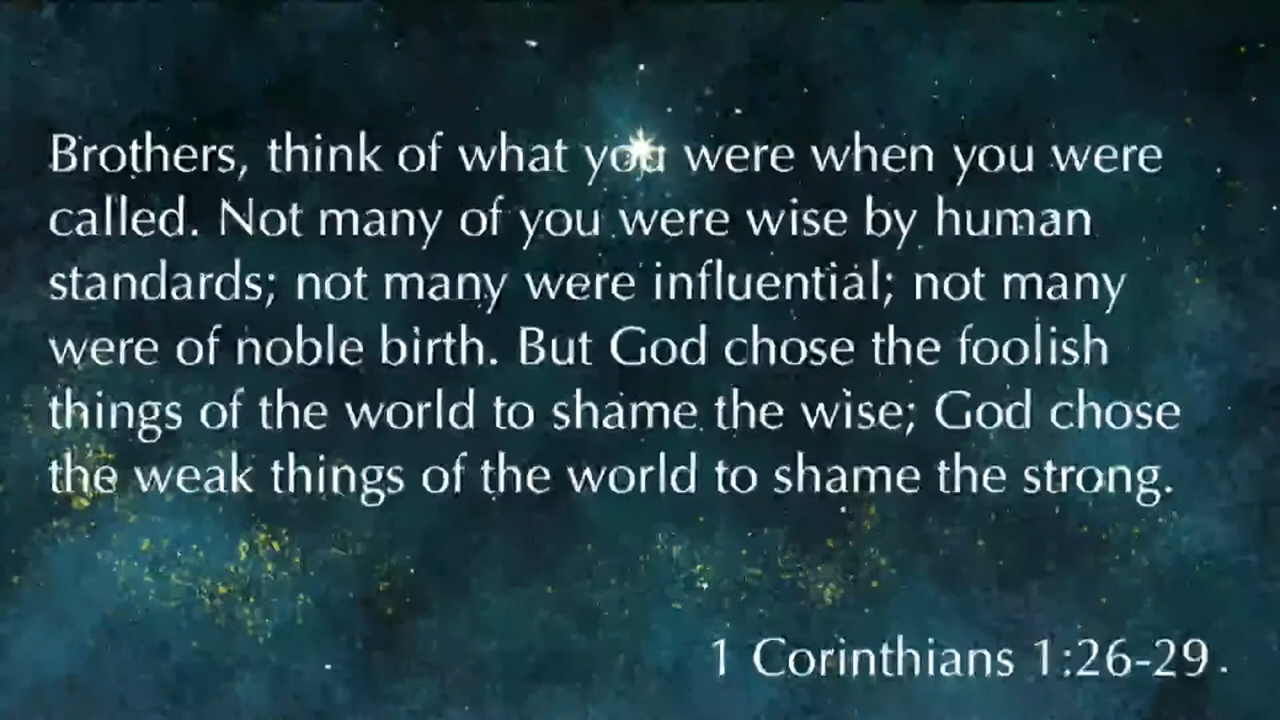 Brothers, think of what you were when you were
called. Not many of you were wise by human
standards; not many were influential; not many
were of noble birth. But God chose the foolish
things of the world to shame the wise; God chose
the weak things of the world to shame the strong.
1 Corinthians 1:26-29